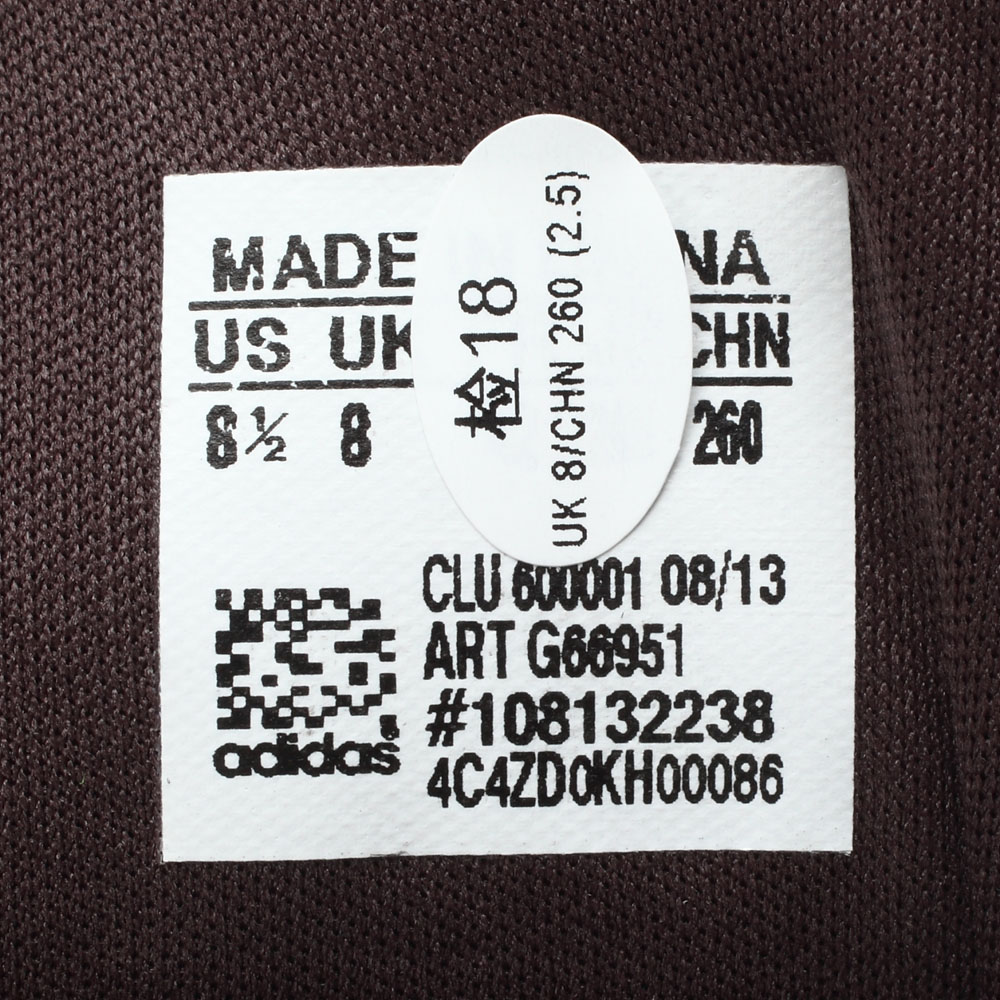 MADE NA
US UK CHN
8½ 8 260
检18
UK 8/CHN 260 (2.5)
CLU 600001 08/13
ART G66951
#108132238
4C4ZD0KH00086
adidas®